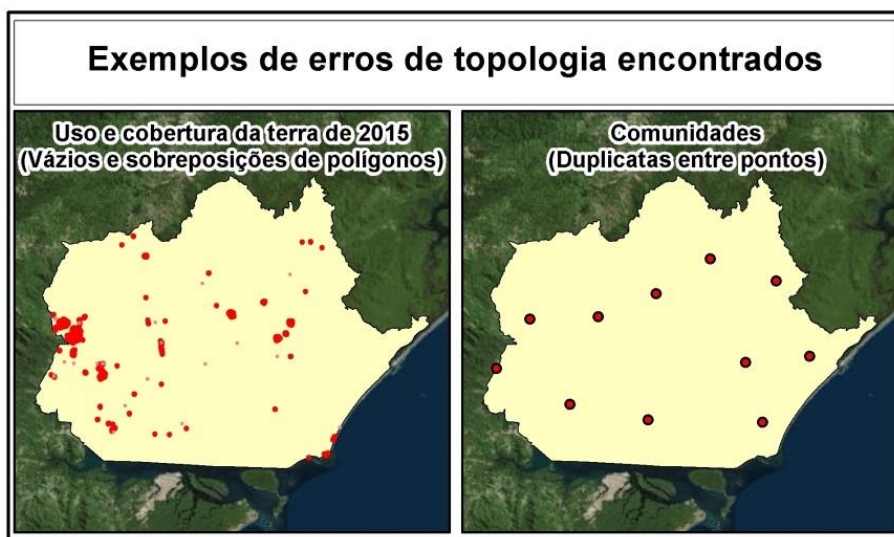 Exemplos de erros de topologia encontrados
Uso e cobertura da terra de 2015
(Vázios e sobreposições de polígonos)
Comunidades
(Duplicatas entre pontos)